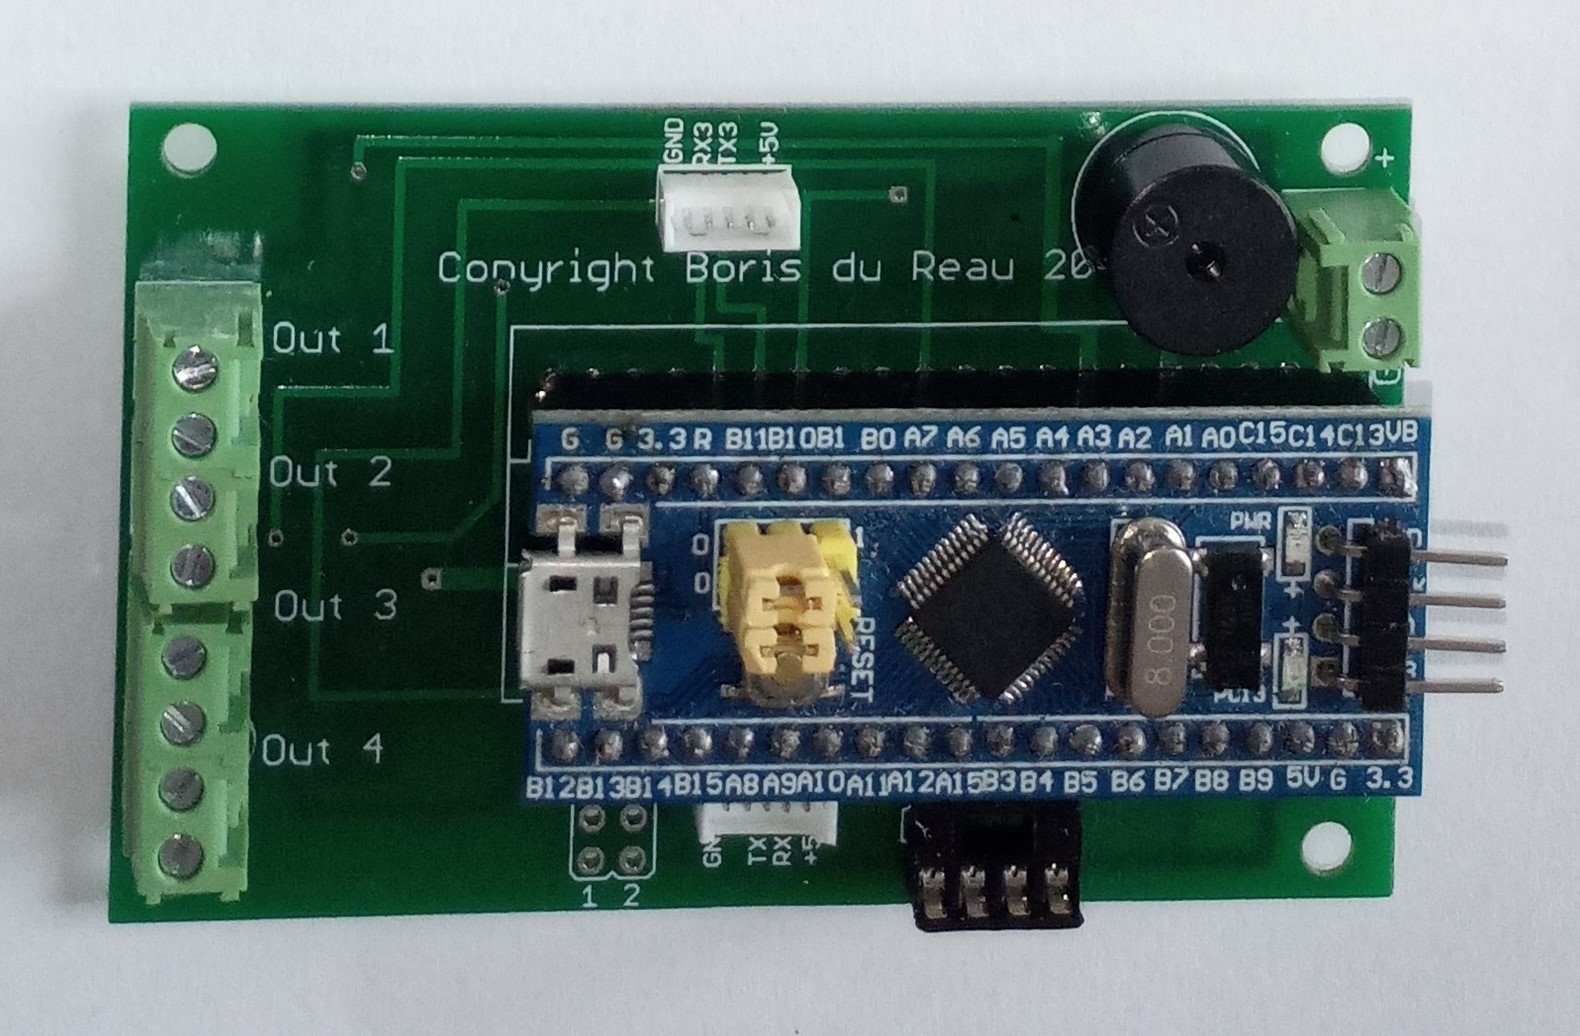 GND
RX3
TX3
+5V
+
Copyright Boris du Reau 20
Out 1
Out 2
Out 3
Out 4
G G 3.3 R B11 B10 B1 B0 A7 A6 A5 A4 A3 A2 A1 A0 C15 C14 C13 VB
PWR
0
0
1
+
+
RESET
8.000
PC13
R
B12 B13 B14 B15 A8 A9 A10 A11 A12 A15 B3 B4 B5 B6 B7 B8 B9 5V G 3.3
GN
TX
RX
+5
1 2